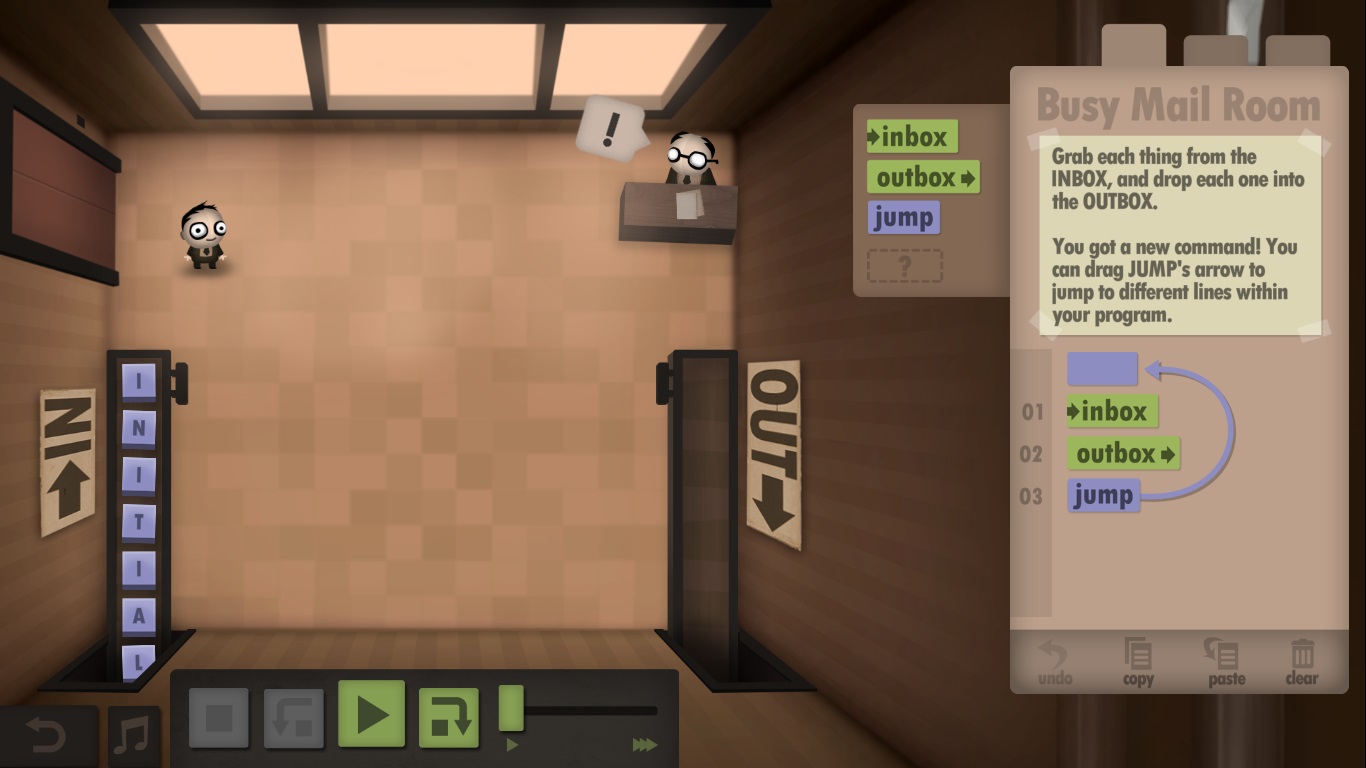 Busy Mail Room
Grab each thing from the
INBOX, and drop each one into
the OUTBOX.
You got a new command! You
can drag JUMP's arrow to
jump to different lines within
your program.
inbox
outbox
jump
?
!
01 inbox
02 outbox
03 jump
IN
I
N
I
T
I
A
L
OUT
undo
copy
paste
clear